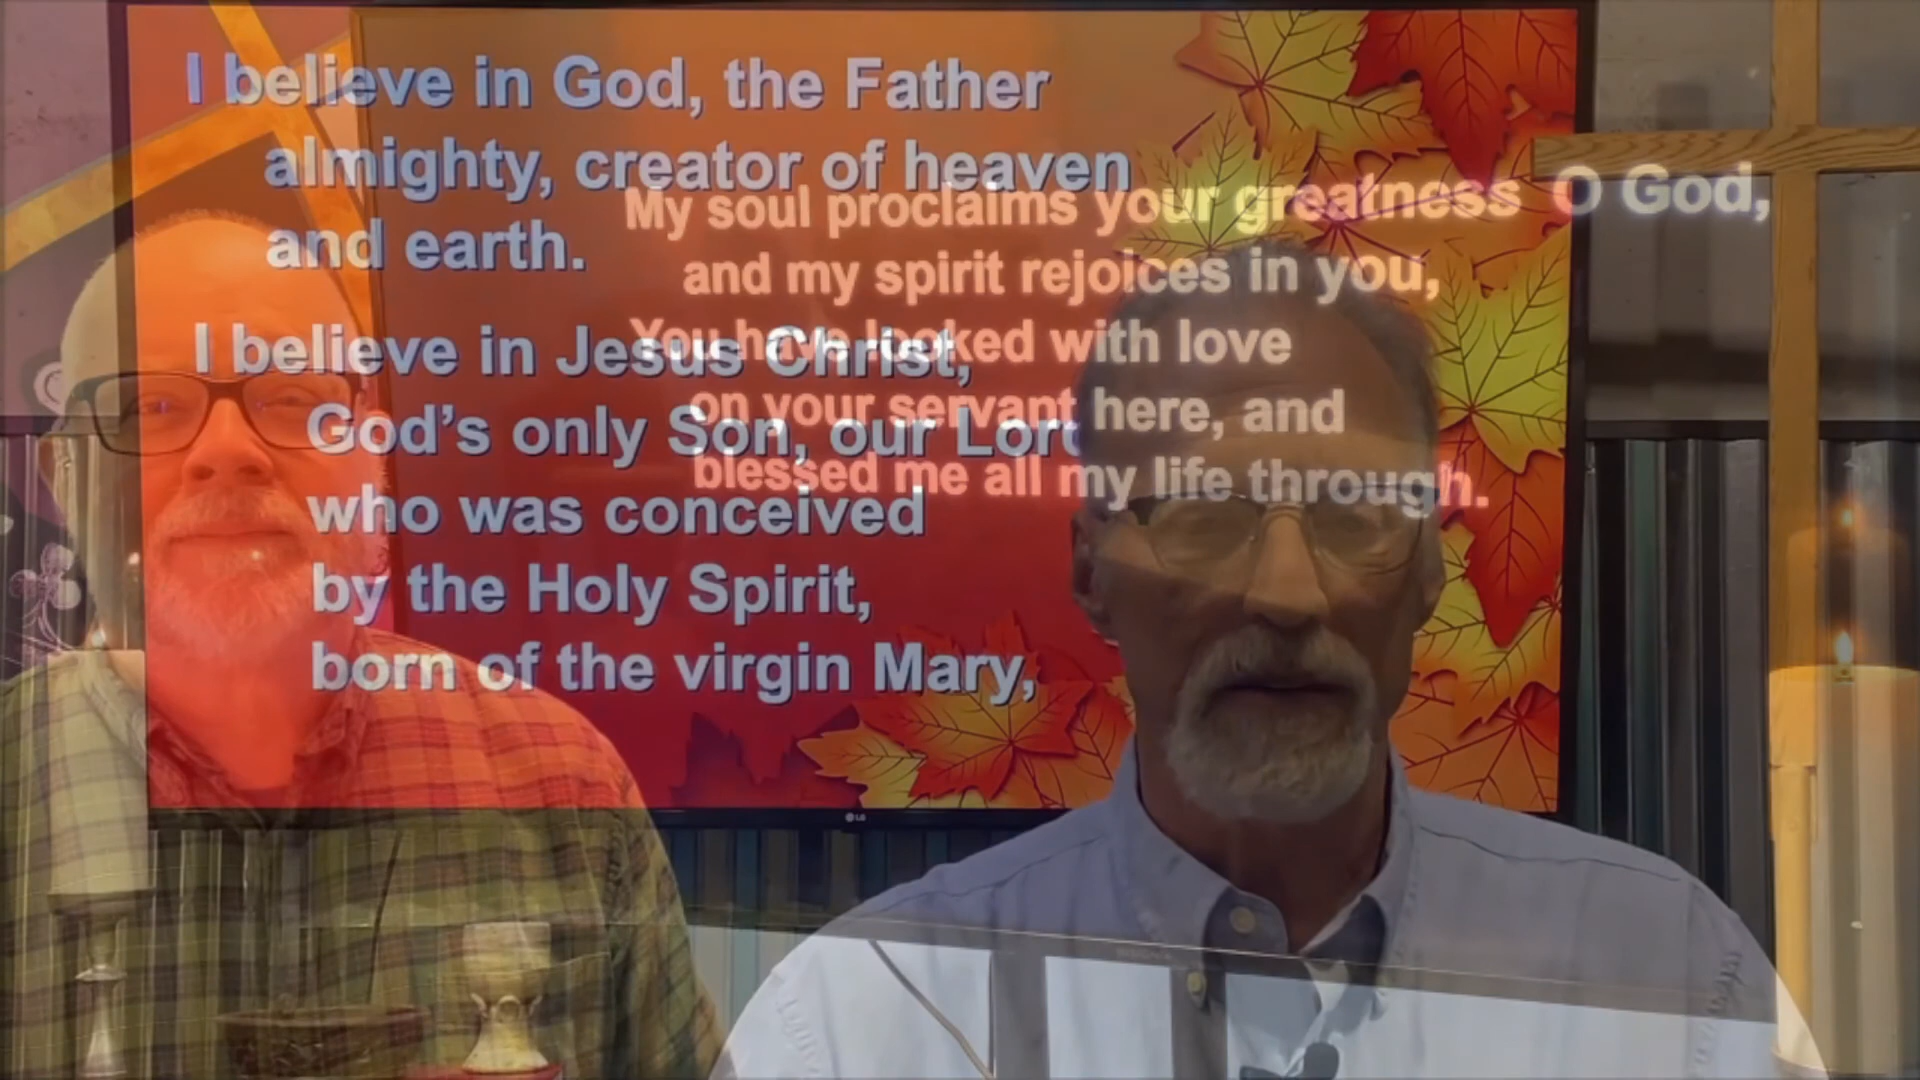 I believe in God, the Father
almighty, creator of heaven
and earth.
I believe in Jesus Christ,
God's only Son, our Lor
who was conceived
by the Holy Spirit,
born of the virgin Mary,
My soul proclaims your greatness O God,
and my spirit rejoices in you,
You have looked with love
on your servant here, and
blessed me all my life through.
LG